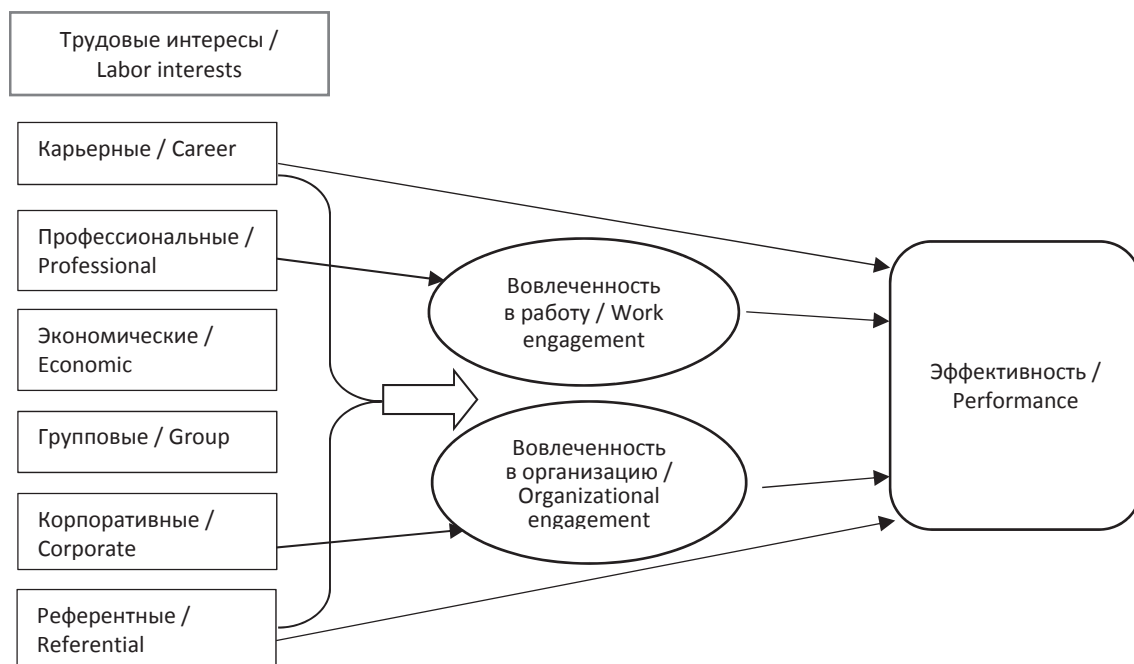 Трудовые интересы /
Labor interests
Карьерные / Career
Профессиональные /
Professional
Экономические /
Economic
Групповые / Group
Корпоративные /
Corporate
Референтные /
Referential
Вовлеченность
в работу / Work
engagement
Вовлеченность
в организацию /
Organizational
engagement
Эффективность /
Performance